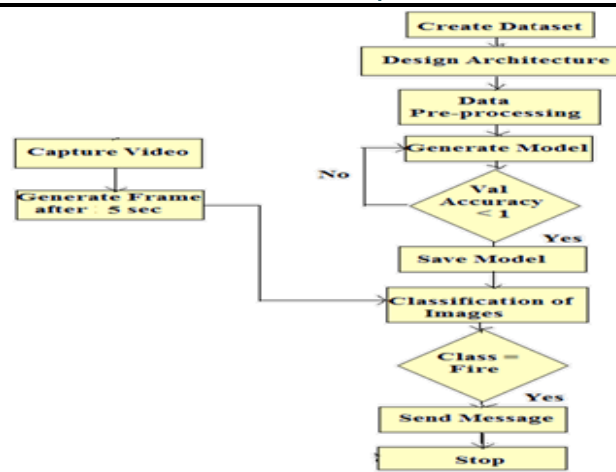 Create Dataset
Design Architecture
Data
Pre-processing
Generate Model
No
Val
Accuracy
< 1
Yes
Save Model
Capture Video
Generate Frame
after 5 sec
Classification of
Images
Class =
Fire
Yes
Send Message
Stop